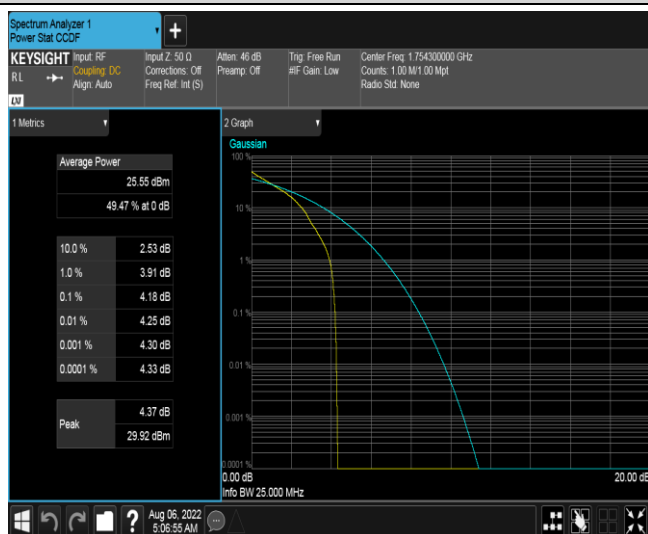 Spectrum Analyzer 1
Power Stat CCDF
+
KEYSIGHT
RL
LXI
Input: RF
Coupling: DC
Align: Auto
Input Z: 50 Ω
Corrections: Off
Freq Ref: Int (S)
Atten: 46 dB
Preamp: Off
Trig: Free Run
#IF Gain: Low
Center Freq: 1.754300000 GHz
Counts: 1.00 M/1.00 Mpt
Radio Std: None
1 Metrics
Average Power
25.55 dBm
49.47 % at 0 dB
10.0 % 2.53 dB
1.0 % 3.91 dB
0.1 % 4.18 dB
0.01 % 4.25 dB
0.001 % 4.30 dB
0.0001 % 4.33 dB
Peak
4.37 dB
29.92 dBm
2 Graph
Gaussian
100 %
10 %
1 %
0.1 %
0.01 %
0.001 %
0.0001 %
0.00 dB 20.00 dB
Info BW 25.000 MHz
?
Aug 06, 2022
5:06:55 AM